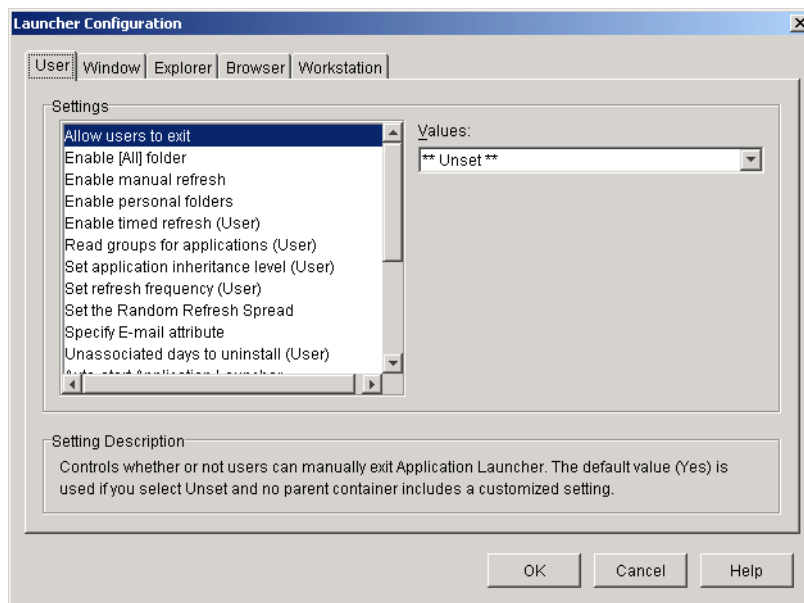 Launcher Configuration
User
Window
Explorer
Browser
Workstation
Settings
Allow users to exit
Enable [All] folder
Enable manual refresh
Enable personal folders
Enable timed refresh (User)
Read groups for applications (User)
Set application inheritance level (User)
Set refresh frequency (User)
Set the Random Refresh Spread
Specify E-mail attribute
Unassociated days to uninstall (User)
Auto-start Application Launcher
Values:
** Unset **
Setting Description
Controls whether or not users can manually exit Application Launcher. The default value (Yes) is
used if you select Unset and no parent container includes a customized setting.
OK
Cancel
Help